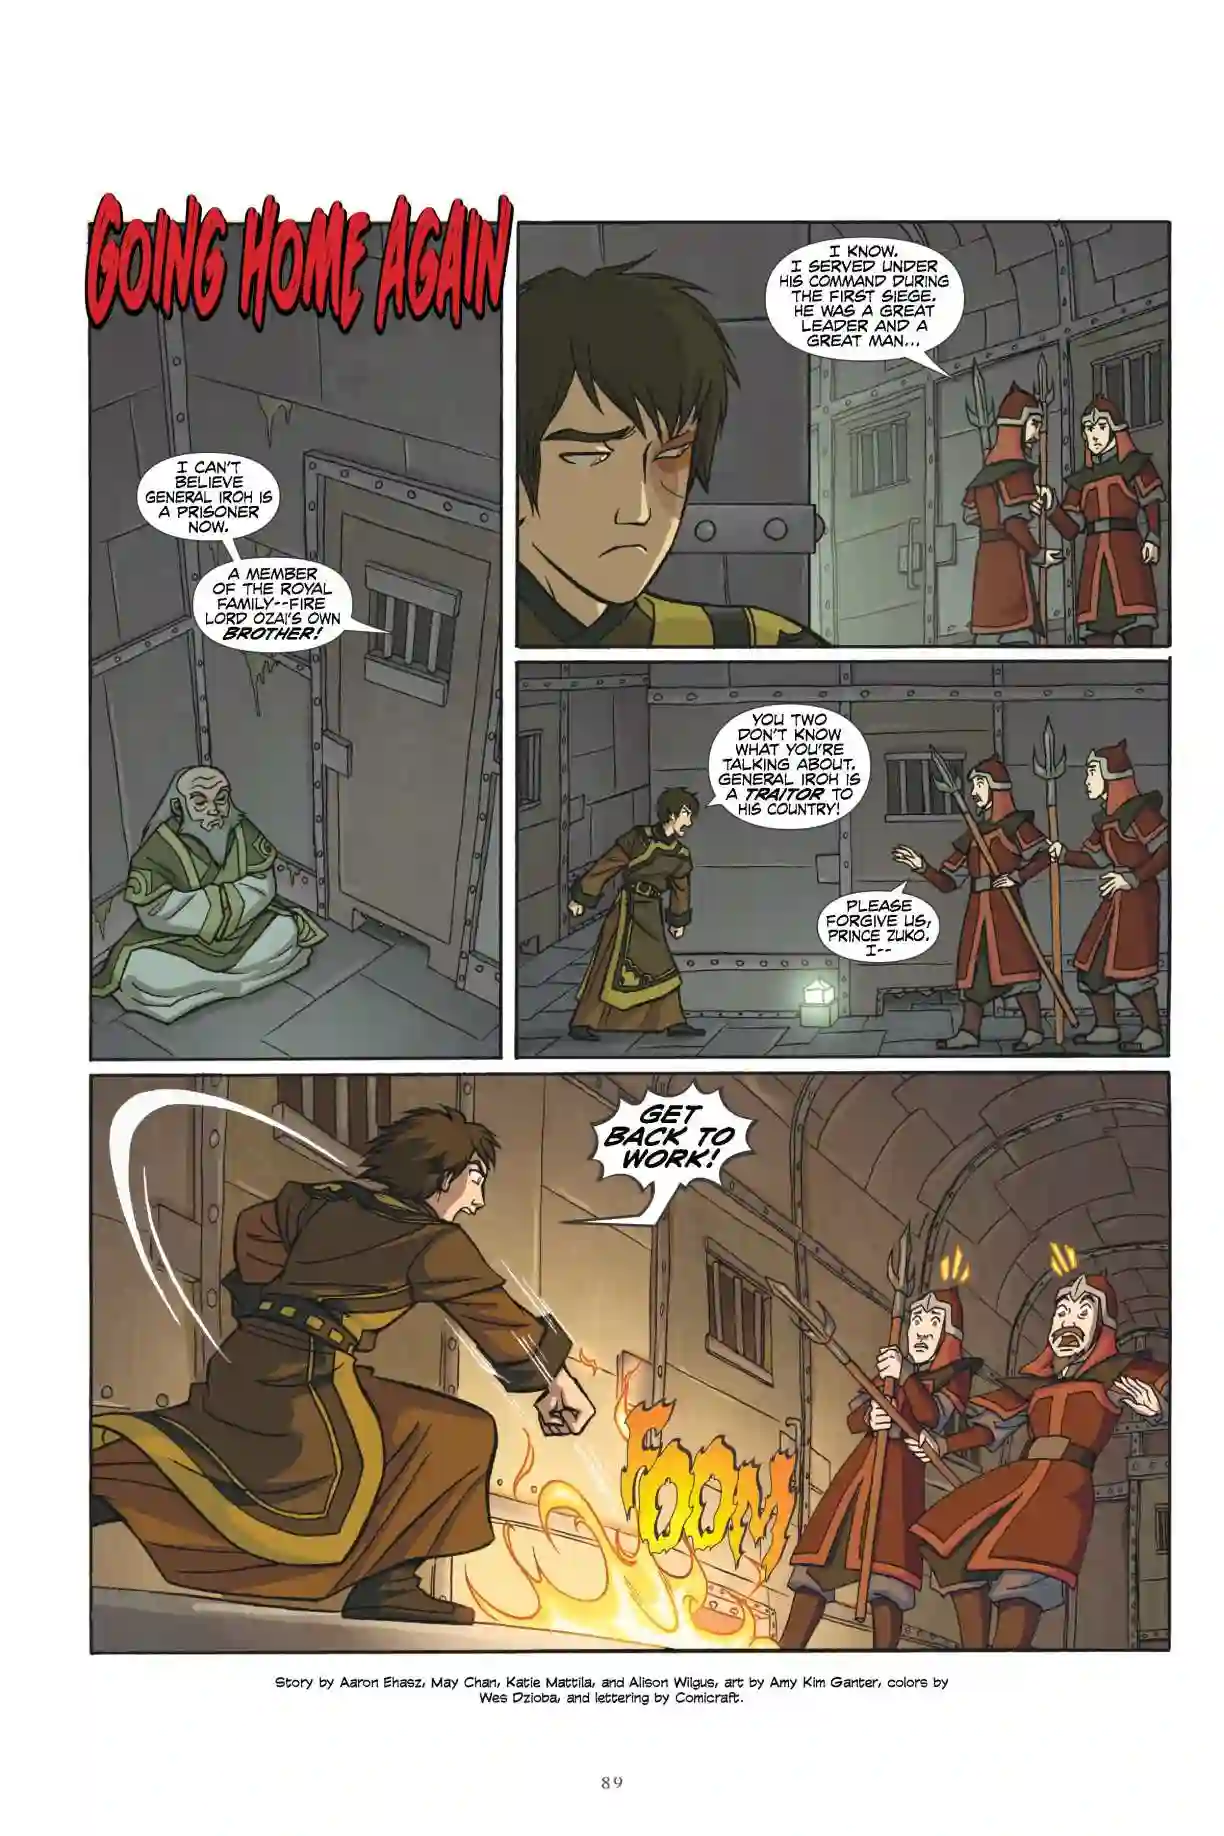 GOING HOME AGAIN
I CAN'T
BELIEVE
GENERAL IROH IS
A PRISONER
NOW.
A MEMBER
OF THE ROYAL
FAMILY--FIRE
LORD OZAI'S OWN
BROTHER!
I KNOW.
I SERVED UNDER
HIS COMMAND DURING
THE FIRST SIEGE.
HE WAS A GREAT
LEADER AND A
GREAT MAN...
YOU TWO
DON'T KNOW
WHAT YOU'RE
TALKING ABOUT.
GENERAL IROH IS
A TRAITOR TO
HIS COUNTRY!
PLEASE
FORGIVE US,
PRINCE ZUKO.
I--
GET
BACK TO
WORK!
FOOM
Story by Aaron Ehasz, May Chan, Katie Mattila, and Alison Wilgus, art by Amy Kim Ganter, colors by
Wes Dzioba, and lettering by Comicraft.
89